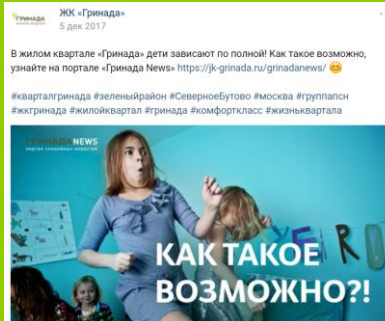 ЖК «Гринада»
5 дек 2017
В жилом квартале «Гринада» дети зависают по полной! Как такое возможно,
узнайте на портале «Гринада News» https://jk-grinada.ru/grinadanews/
#кварталгринада #зеленыйрайон #СеверноеБутово #москва #группапсн
#жкгринада #жилойквартал #гринада #комфорткласс #жизньквартала
ГРИНАДА NEWS
КАК ТАКОЕ
ВОЗМОЖНО?!